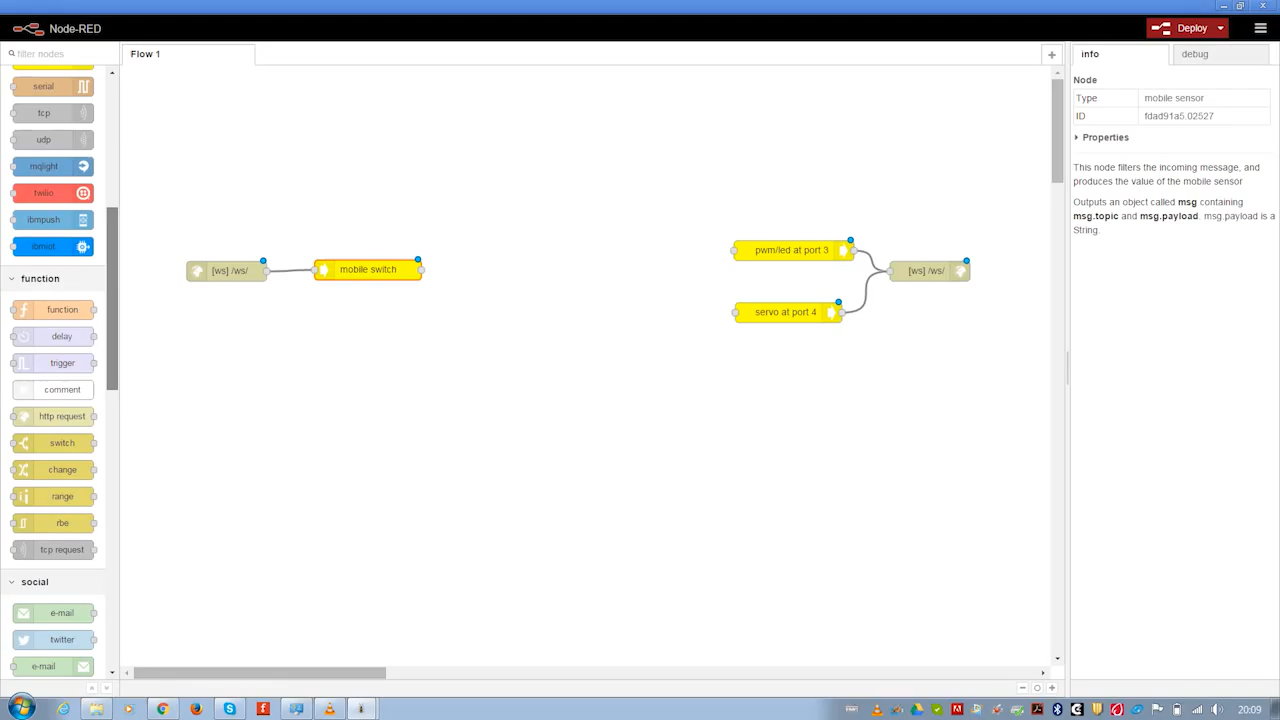 Node-RED
Deploy
filter nodes
Flow 1
info
debug
serial
tcp
udp
mqlight
twilio
ibmpush
ibmiot
function
function
delay
trigger
comment
http request
switch
change
range
rbe
tcp request
social
e-mail
twitter
e-mail
[ws] /ws/
mobile switch
pwm/led at port 3
servo at port 4
[ws] /ws/
Node
Type mobile sensor
ID fdad91a5.02527
Properties
This node filters the incoming message, and
produces the value of the mobile sensor
Outputs an object called msg containing
msg.topic and msg.payload. msg.payload is a
String.
20:09